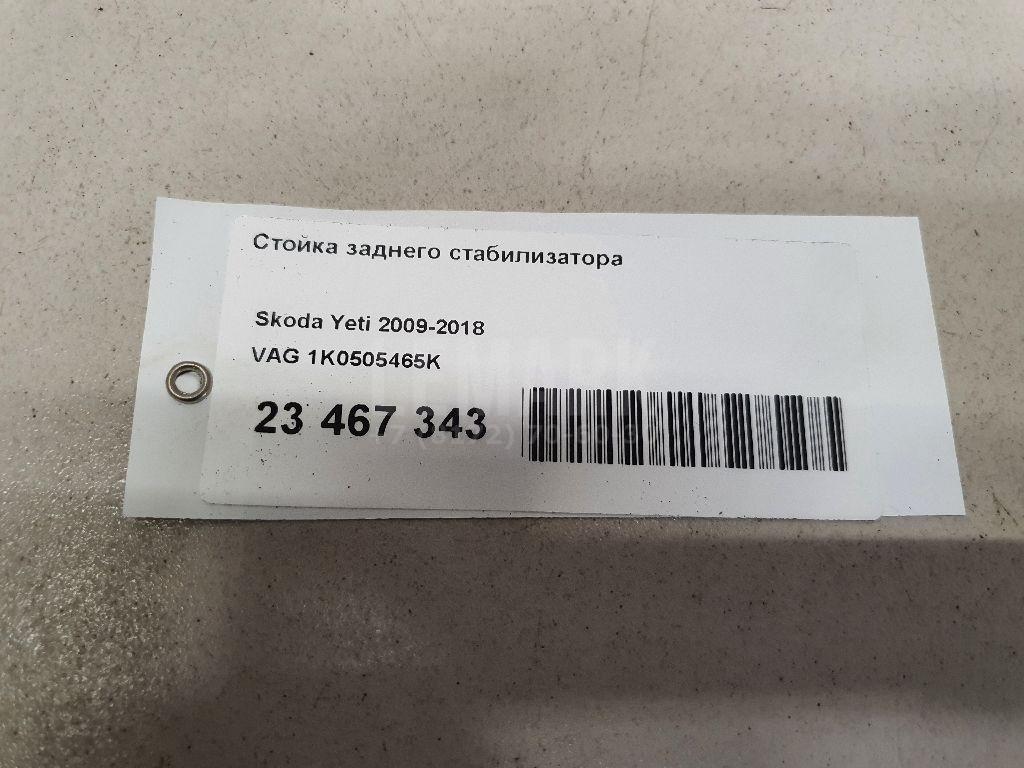 Стойка заднего стабилизатора
Skoda Yeti 2009-2018
VAG 1K0505465K
23 467 343